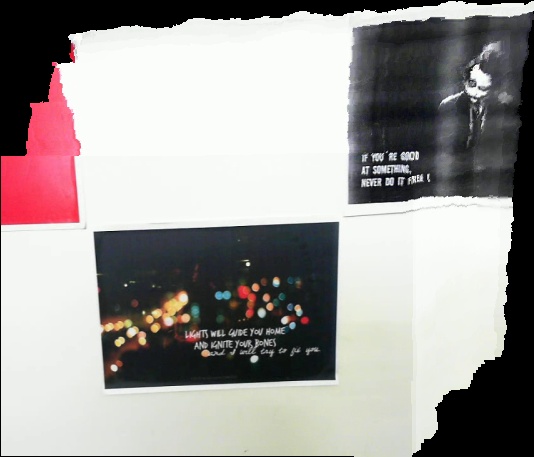 IF YOU'RE GOOD
AT SOMETHING,
NEVER DO IT FREE!
LIGHTS WILL GUIDE YOU HOME
AND IGNITE YOUR BONES
and I will try to fix you